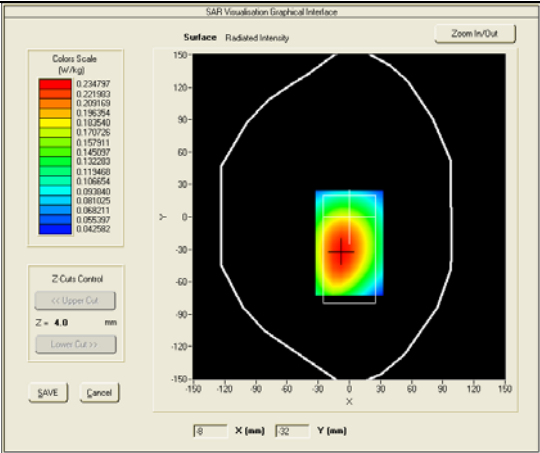 SAR Visualisation Graphical Interface
Surface Radiated Intensity
Zoom In/Out
Colors Scale
(W/kg)
0.234797
0.221983
0.209169
0.196354
0.183540
0.170726
0.157911
0.145097
0.132283
0.119468
0.106654
0.093840
0.081025
0.068211
0.055397
0.042582
Z-Cuts Control
<< Upper Cut
Z = 4.0 mm
Lower Cut >>
SAVE Cancel
150
120
90
60
30
0
-30
-60
-90
-120
-150
Y
-150 -120 -90 -60 -30 0 30 60 90 120 150
X
-8 X (mm) -32 Y (mm)